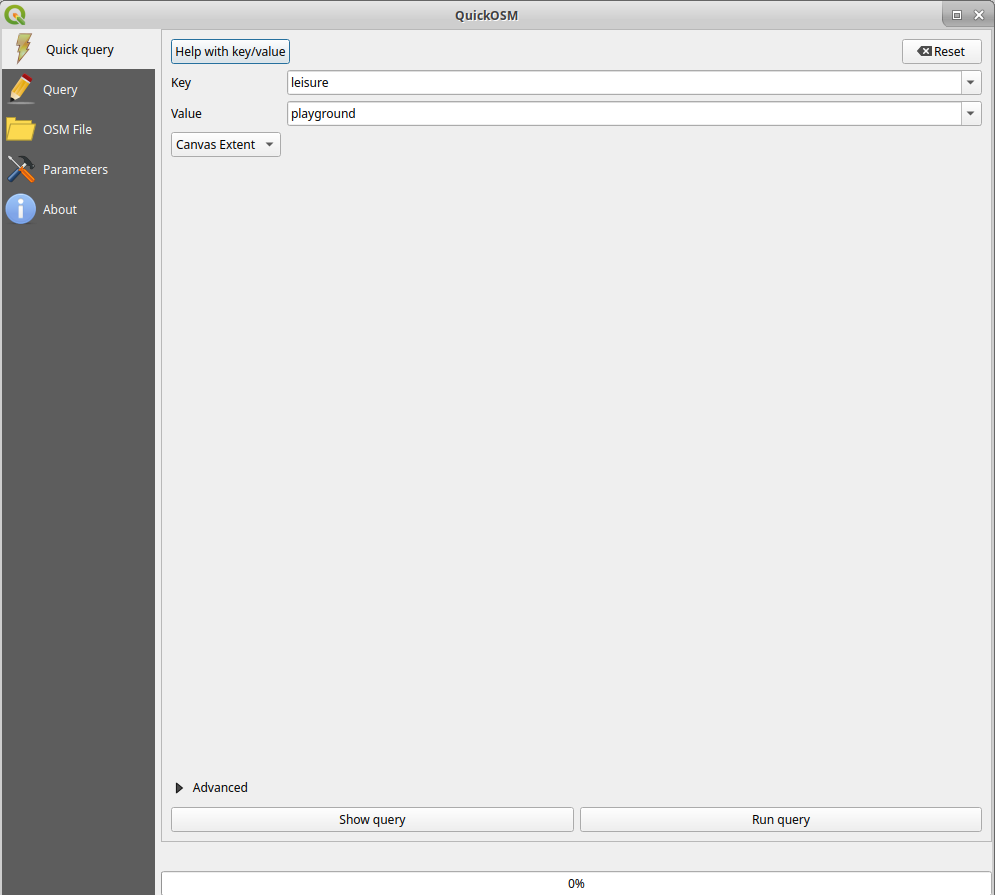 QuickOSM
Quick query
Query
OSM File
Parameters
About
Help with key/value
Reset
Key
leisure
Value
playground
Canvas Extent
Advanced
Show query
Run query
0%